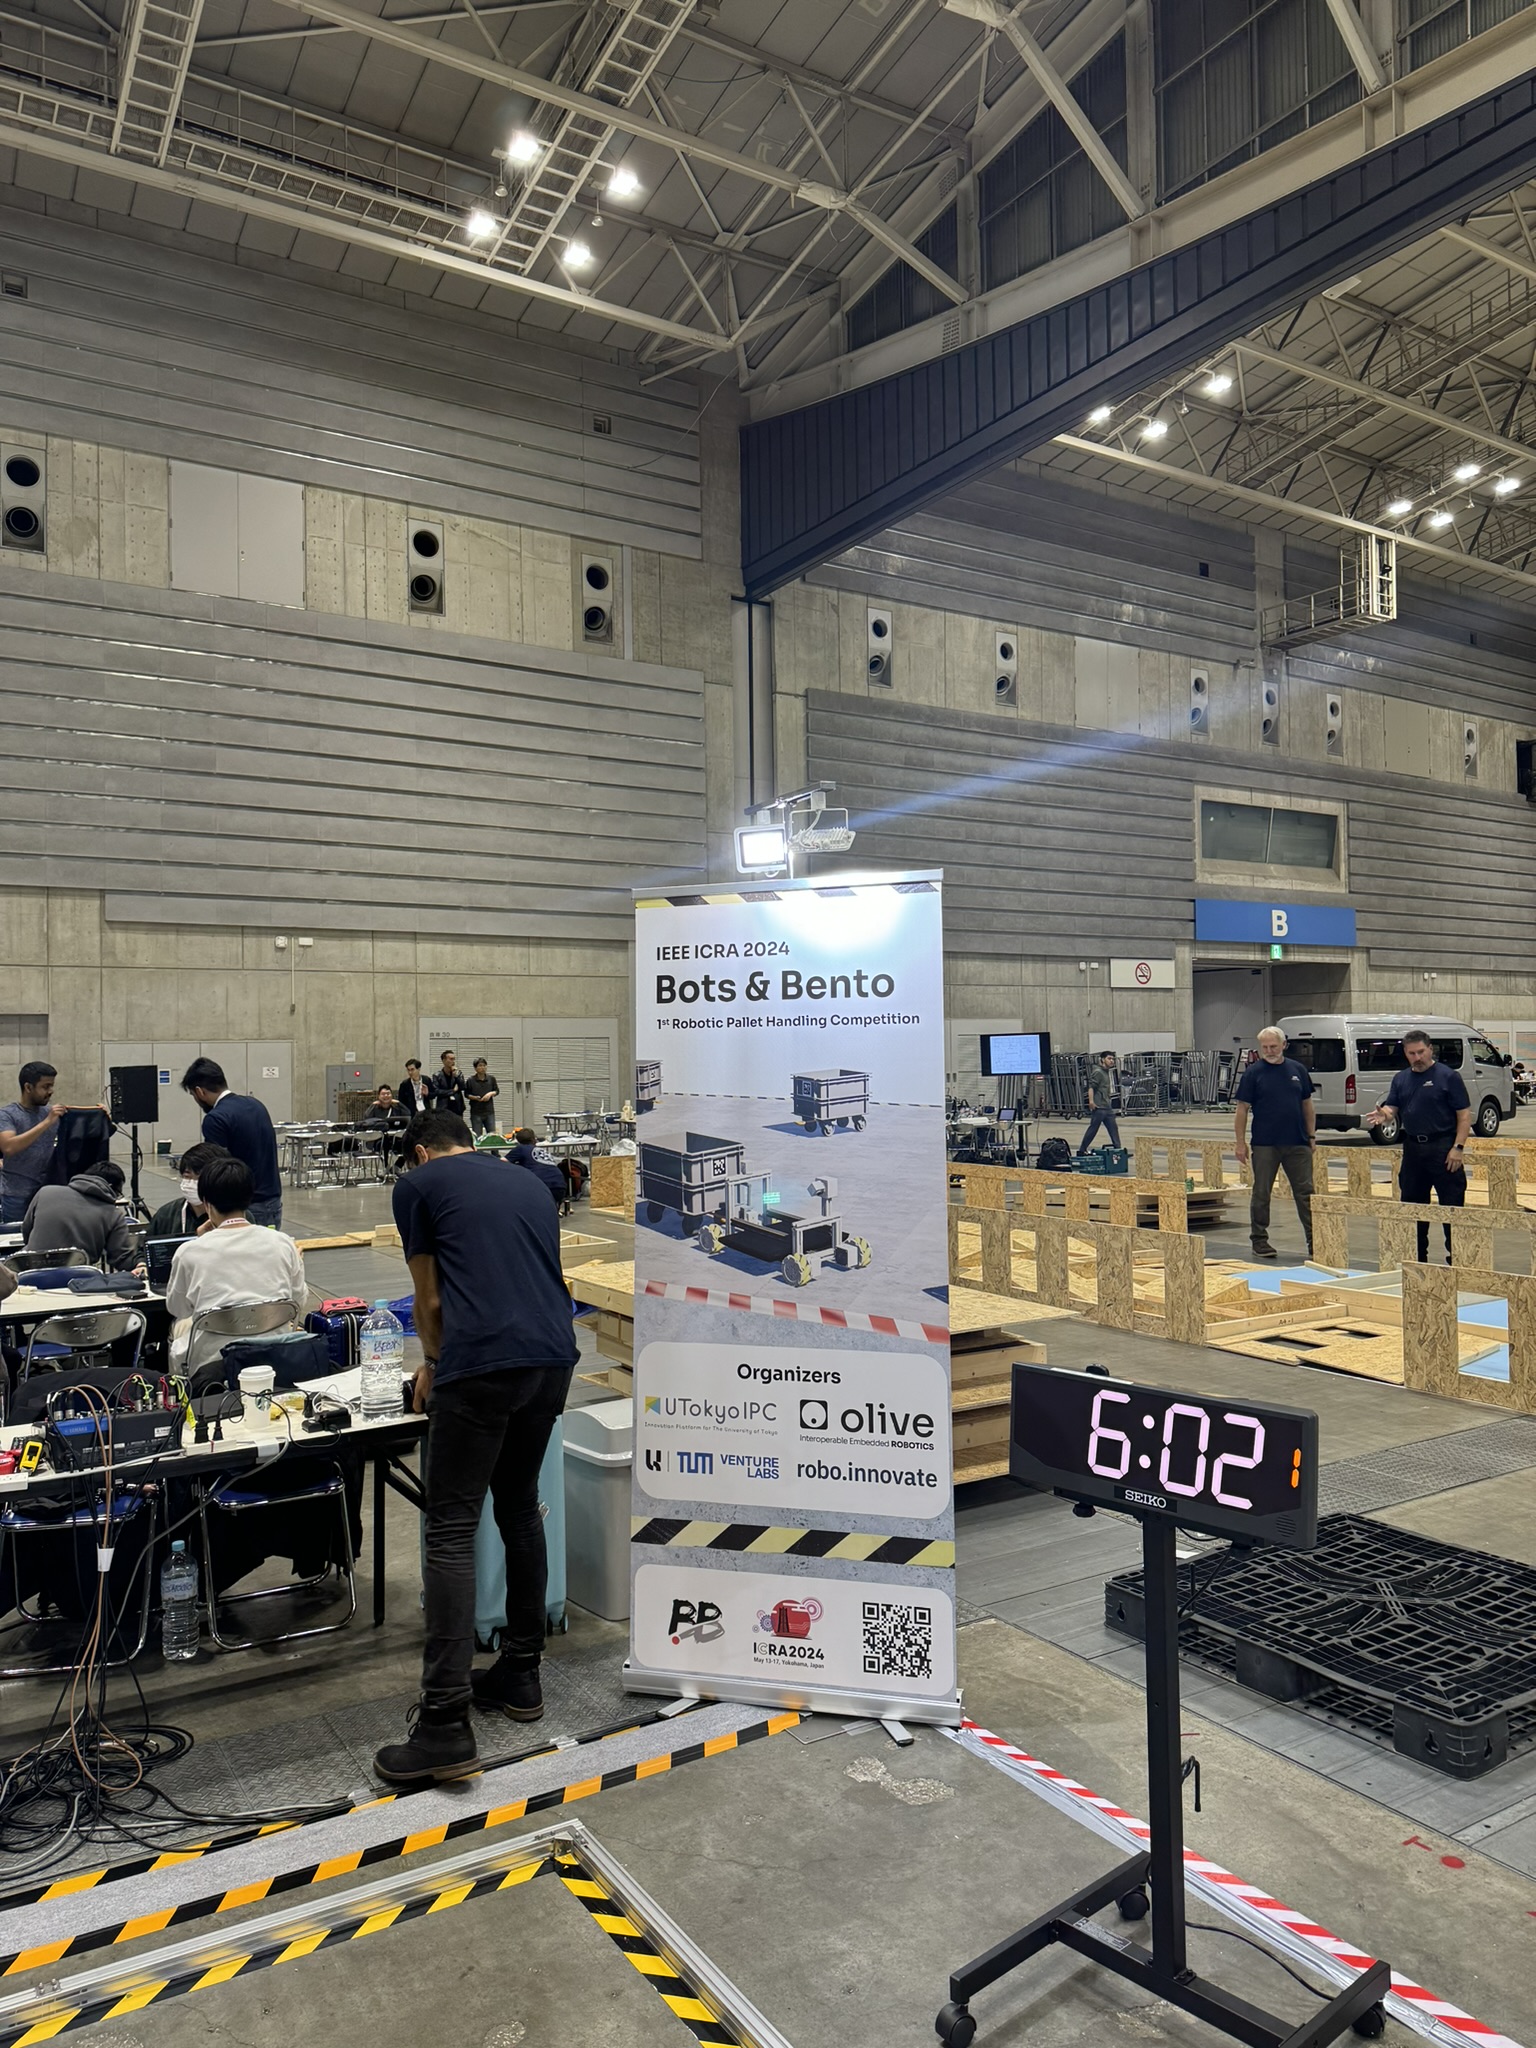 B
IEEE ICRA 2024
Bots & Bento
1st Robotic Pallet Handling Competition
Organizers
UTokyoIPC
Innovation Platform for The University of Tokyo
olive
Interoperable Embedded ROBOTICS
TUM VENTURE LABS
robo.innovate
6:02 1
SEIKO
ICRA2024
May 13-17, Yokohama, Japan